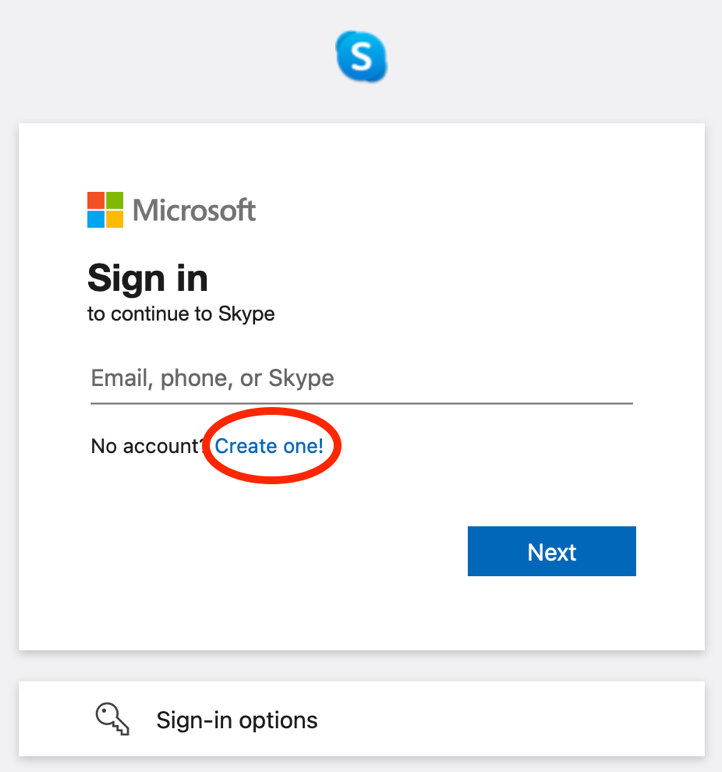 S
Microsoft
Sign in
to continue to Skype
Email, phone, or Skype
No account? Create one!
Next
Sign-in options